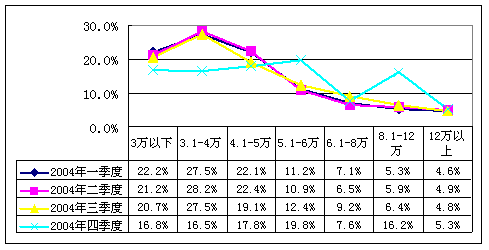 30.0%
20.0%
10.0%
0.0%
3万以下 3.1-4万 4.1-5万 5.1-6万 6.1-8万 8.1-12万 12万以上
2004年一季度 22.2% 27.5% 22.1% 11.2% 7.1% 5.3% 4.6%
2004年二季度 21.2% 28.2% 22.4% 10.9% 6.5% 5.9% 4.9%
2004年三季度 20.7% 27.5% 19.1% 12.4% 9.2% 6.4% 4.8%
2004年四季度 16.8% 16.5% 17.8% 19.8% 7.6% 16.2% 5.3%